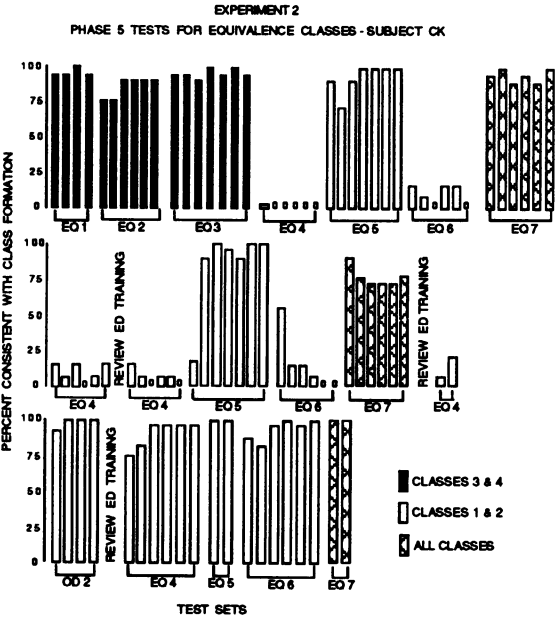 EXPERIMENT 2
PHASE 5 TESTS FOR EQUIVALENCE CLASSES - SUBJECT CK
PERCENT CONSISTENT WITH CLASS FORMATION
100
75
50
25
0
EQ 1 EQ 2 EQ 3 EQ 4 EQ 5 EQ 6 EQ 7
100
75
50
25
0
REVIEW ED TRAINING
REVIEW ED TRAINING
EQ 4 EQ 4 EQ 5 EQ 6 EQ 7 EQ 4
100
75
50
25
0
REVIEW ED TRAINING
OD 2 EQ 4 EQ 5 EQ 6 EQ 7
CLASSES 3 & 4
CLASSES 1 & 2
ALL CLASSES
TEST SETS